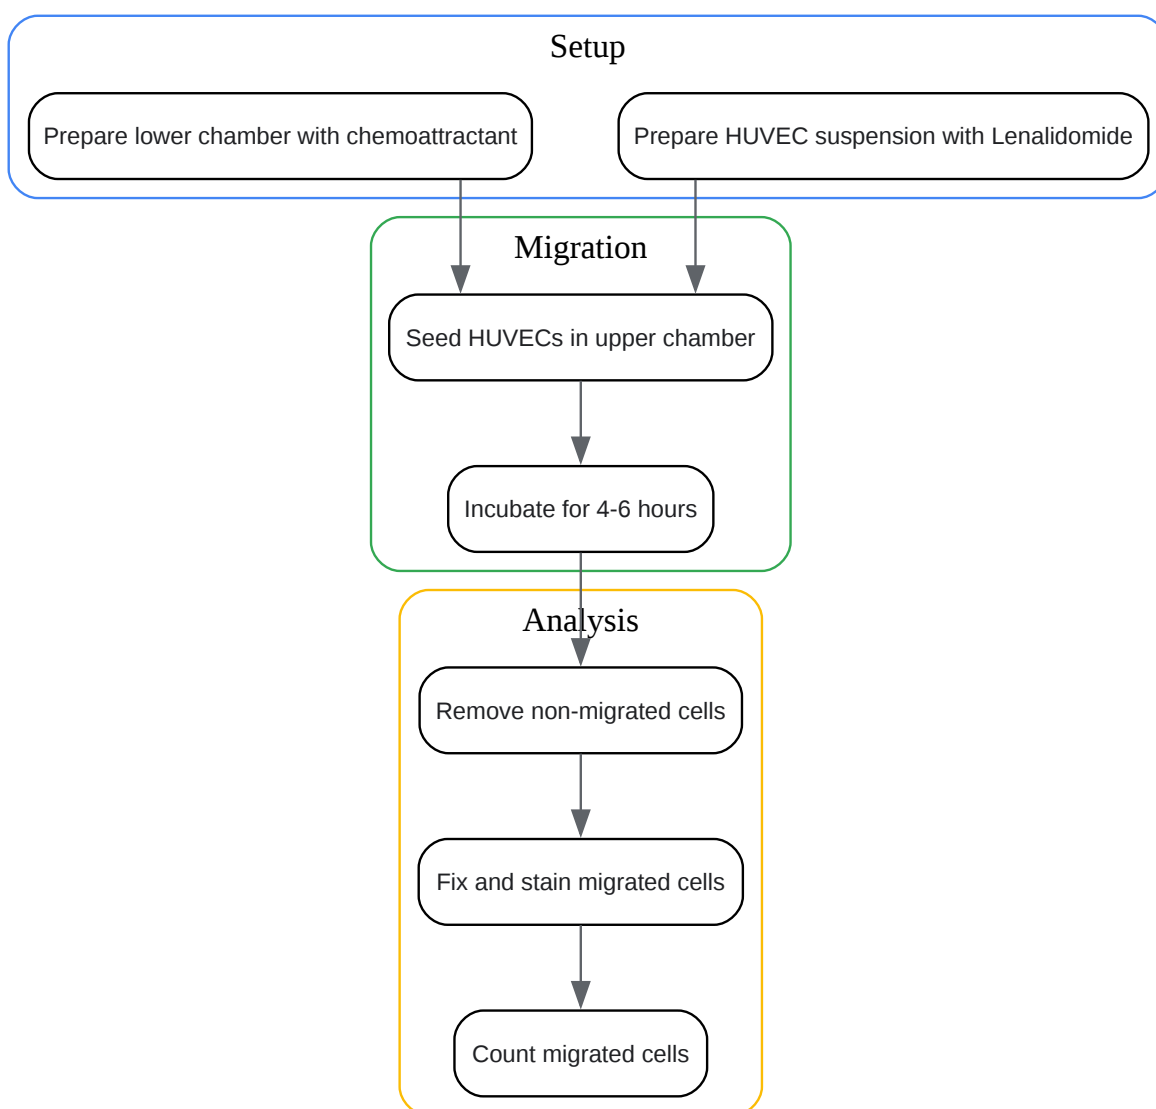 Setup
Prepare lower chamber with chemoattractant
Prepare HUVEC suspension with Lenalidomide
Migration
Seed HUVECs in upper chamber
Incubate for 4-6 hours
Analysis
Remove non-migrated cells
Fix and stain migrated cells
Count migrated cells